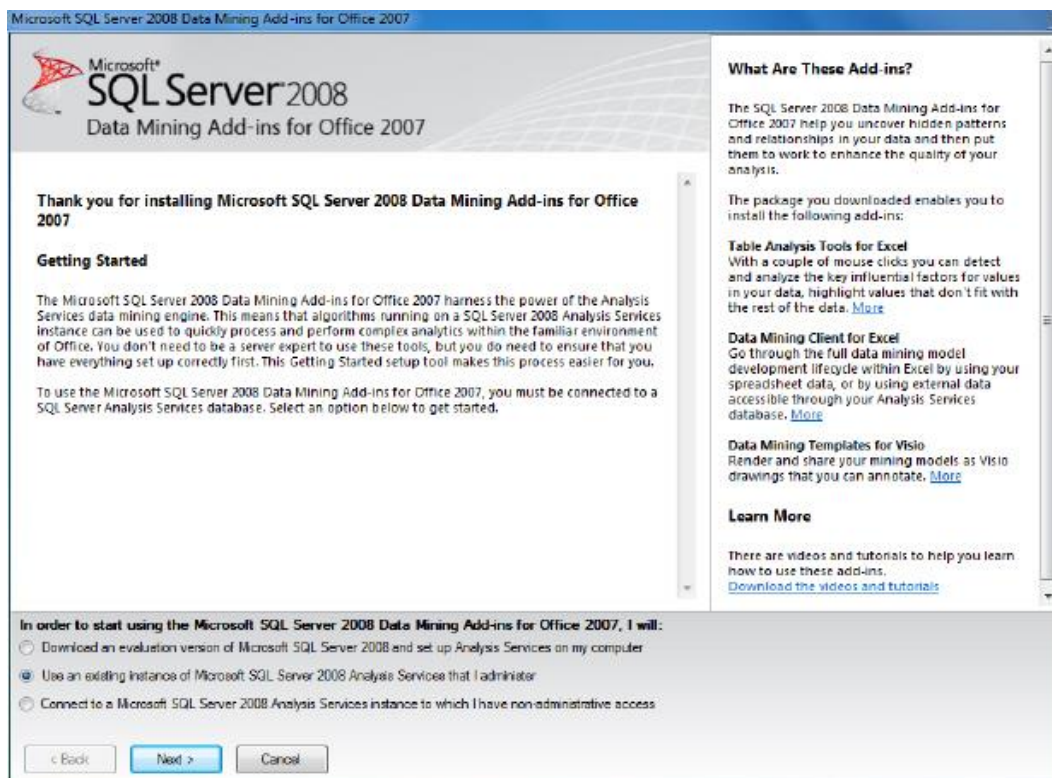 Microsoft SQL Server 2008 Data Mining Add-ins for Office 2007
Microsoft®
SQL Server 2008
Data Mining Add-ins for Office 2007
Thank you for installing Microsoft SQL Server 2008 Data Mining Add-ins for Office
2007
Getting Started
The Microsoft SQL Server 2008 Data Mining Add-ins for Office 2007 harness the power of the Analysis
Services data mining engine. This means that algorithms running on a SQL Server 2008 Analysis Services
instance can be used to quickly process and perform complex analytics within the familiar environment
of Office. You don't need to be a server expert to use these tools, but you do need to ensure that you
have everything set up correctly first. This Getting Started setup tool makes this process easier for you.
To use the Microsoft SQL Server 2008 Data Mining Add-ins for Office 2007, you must be connected to a
SQL Server Analysis Services database. Select an option below to get started.
What Are These Add-ins?
The SQL Server 2008 Data Mining Add-ins for
Office 2007 help you uncover hidden patterns
and relationships in your data and then put
them to work to enhance the quality of your
analysis.
The package you downloaded enables you to
install the following add-ins:
Table Analysis Tools for Excel
With a couple of mouse clicks you can detect
and analyze the key influential factors for values
in your data, highlight values that don't fit with
the rest of the data. More
Data Mining Client for Excel
Go through the full data mining model
development lifecycle within Excel by using your
spreadsheet data, or by using external data
accessible through your Analysis Services
database. More
Data Mining Templates for Visio
Render and share your mining models as Visio
drawings that you can annotate. More
Learn More
There are videos and tutorials to help you learn
how to use these add-ins.
Download the videos and tutorials
In order to start using the Microsoft SQL Server 2008 Data Mining Add-ins for Office 2007, I will:
Download an evaluation version of Microsoft SQL Server 2008 and set up Analysis Services on my computer
Use an existing instance of Microsoft SQL Server 2008 Analysis Services that I administer
Connect to a Microsoft SQL Server 2008 Analysis Services instance to which I have non-administrative access
< Back
Next >
Cancel